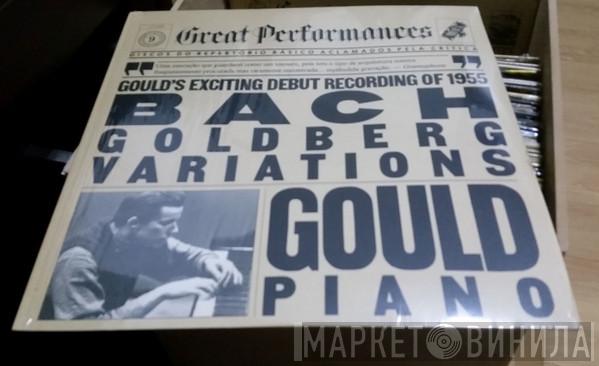 9
Great Performances
DISCOS DO REPERTÓRIO BÁSICO ACLAMADOS PELA CRÍTICA
GOULD'S EXCITING DEBUT RECORDING OF 1955
BACH
GOLDBERG
VARIATIONS
GOULD
PIANO
МАРКЕТ ВИНИЛА